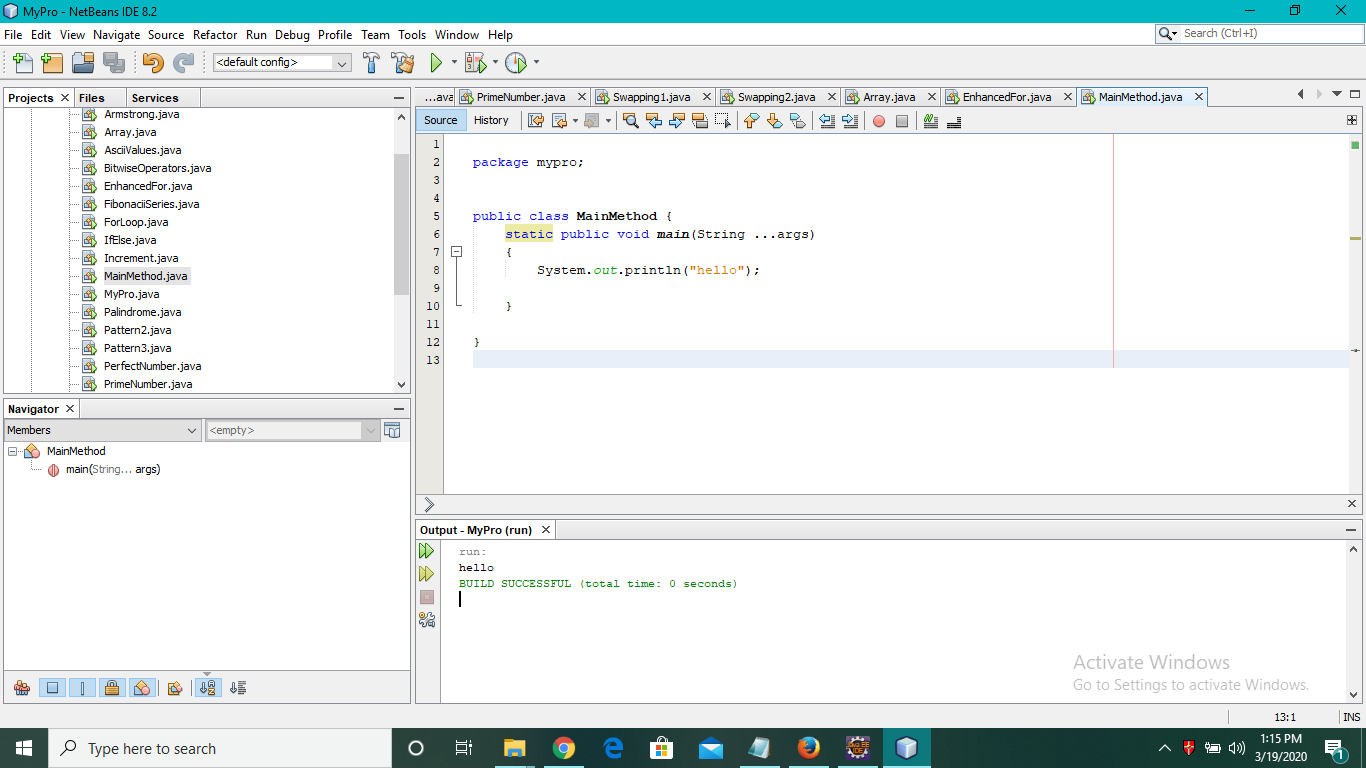 MyPro - NetBeans IDE 8.2
File Edit View Navigate Source Refactor Run Debug Profile Team Tools Window Help
Search (Ctrl+I)
<default config>
Projects Files Services
Armstrong.java
Array.java
AsciiValues.java
BitwiseOperators.java
EnhancedFor.java
FibonaciiSeries.java
ForLoop.java
IfElse.java
Increment.java
MainMethod.java
MyPro.java
Palindrome.java
Pattern2.java
Pattern3.java
PerfectNumber.java
PrimeNumber.java
Navigator
Members <empty>
MainMethod
main(String... args)
...ava PrimeNumber.java Swapping1.java Swapping2.java Array.java EnhancedFor.java MainMethod.java
Source History
1
2 package mypro;
3
4
5 public class MainMethod {
6 static public void main(String ...args)
7 {
8 System.out.println("hello");
9
10 }
11
12 }
13
Output - MyPro (run)
run:
hello
BUILD SUCCESSFUL (total time: 0 seconds)
Activate Windows
Go to Settings to activate Windows.
13:1 INS
Type here to search
1:15 PM
3/19/2020
1